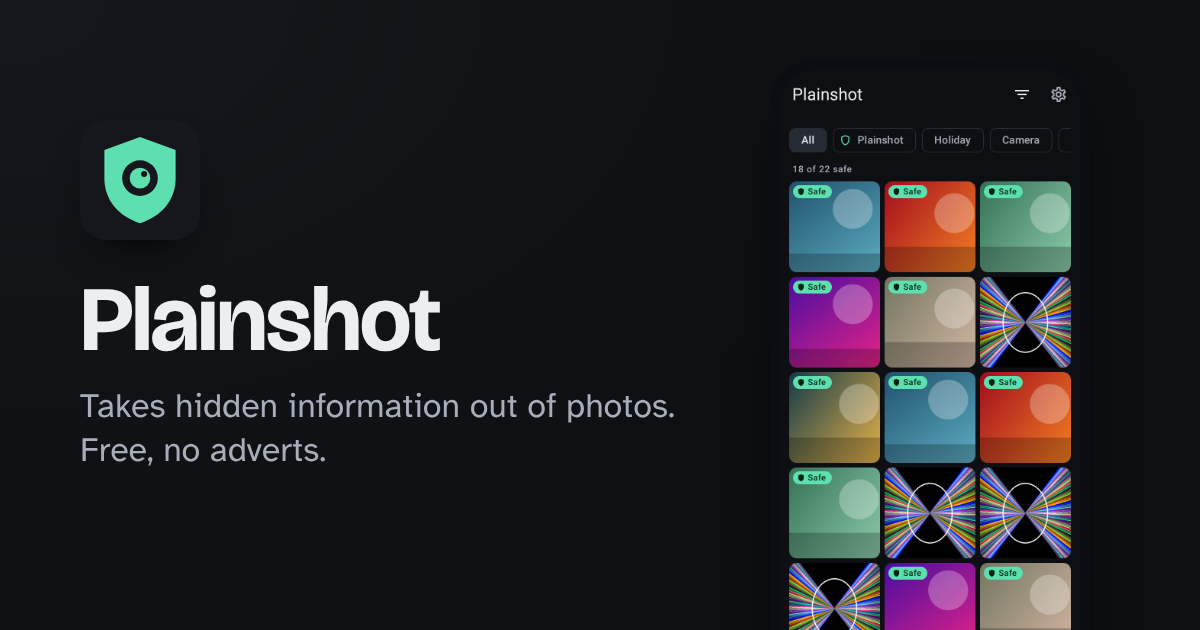 Plainshot
Takes hidden information out of photos.
Free, no adverts.
Plainshot
All Plainshot Holiday Camera
18 of 22 safe
Safe Safe Safe
Safe Safe
Safe Safe Safe
Safe
Safe Safe